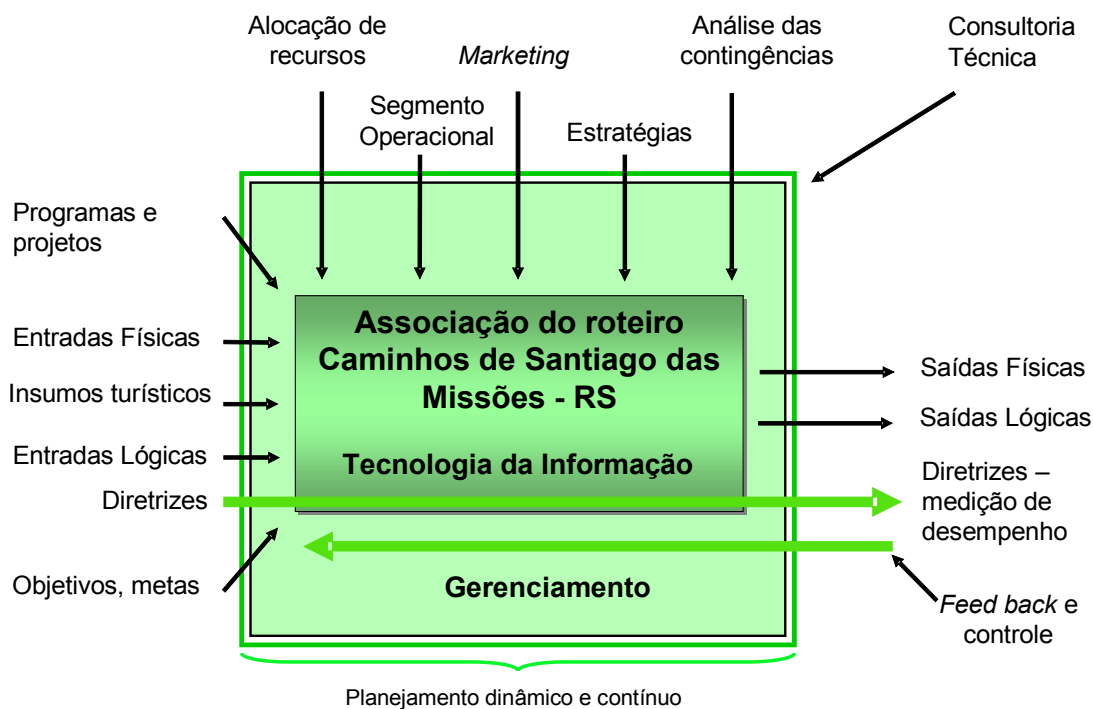 Alocação de
recursos
Marketing
Análise das
contingências
Consultoria
Técnica
Segmento
Operacional
Estratégias
Programas e
projetos
Entradas Físicas
Insumos turísticos
Entradas Lógicas
Diretrizes
Objetivos, metas
Associação do roteiro
Caminhos de Santiago das
Missões - RS
Tecnologia da Informação
Gerenciamento
Saídas Físicas
Saídas Lógicas
Diretrizes –
medição de
desempenho
Feed back e
controle
Planejamento dinâmico e contínuo